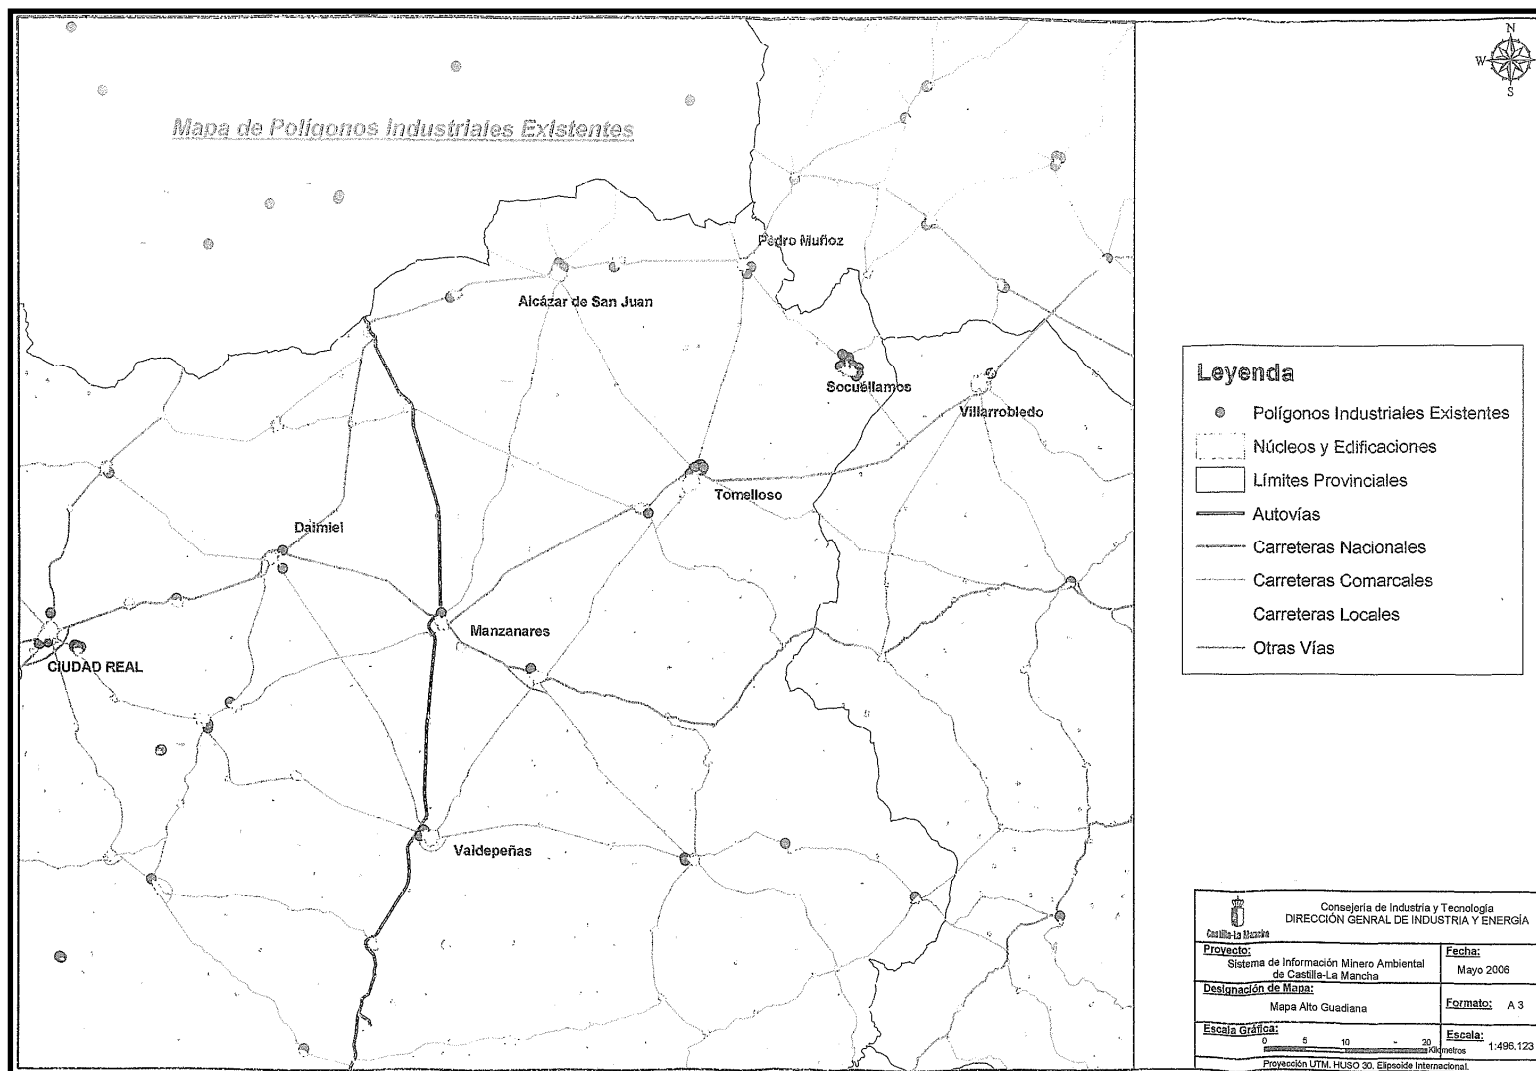 Mapa de Polígonos Industriales Existentes
N
W
S
Pedro Muñoz
Alcázar de San Juan
Socuéllamos
Villarrobledo
Tomelloso
Daimiel
Manzanares
CIUDAD REAL
Valdepeñas
Leyenda
Polígonos Industriales Existentes
Núcleos y Edificaciones
Límites Provinciales
Autovías
Carreteras Nacionales
Carreteras Comarcales
Carreteras Locales
Otras Vías
Castilla-La Mancha
Consejería de Industria y Tecnología
DIRECCIÓN GENRAL DE INDUSTRIA Y ENERGÍA
Proyecto:
Sistema de Información Minero Ambiental
de Castilla-La Mancha
Fecha:
Mayo 2006
Designación de Mapa:
Mapa Alto Guadiana
Formato: A 3
Escala Gráfica:
0 5 10 20
Kilómetros
Escala:
1:496.123
Proyección UTM. HUSO 30. Elipsoide Internacional.